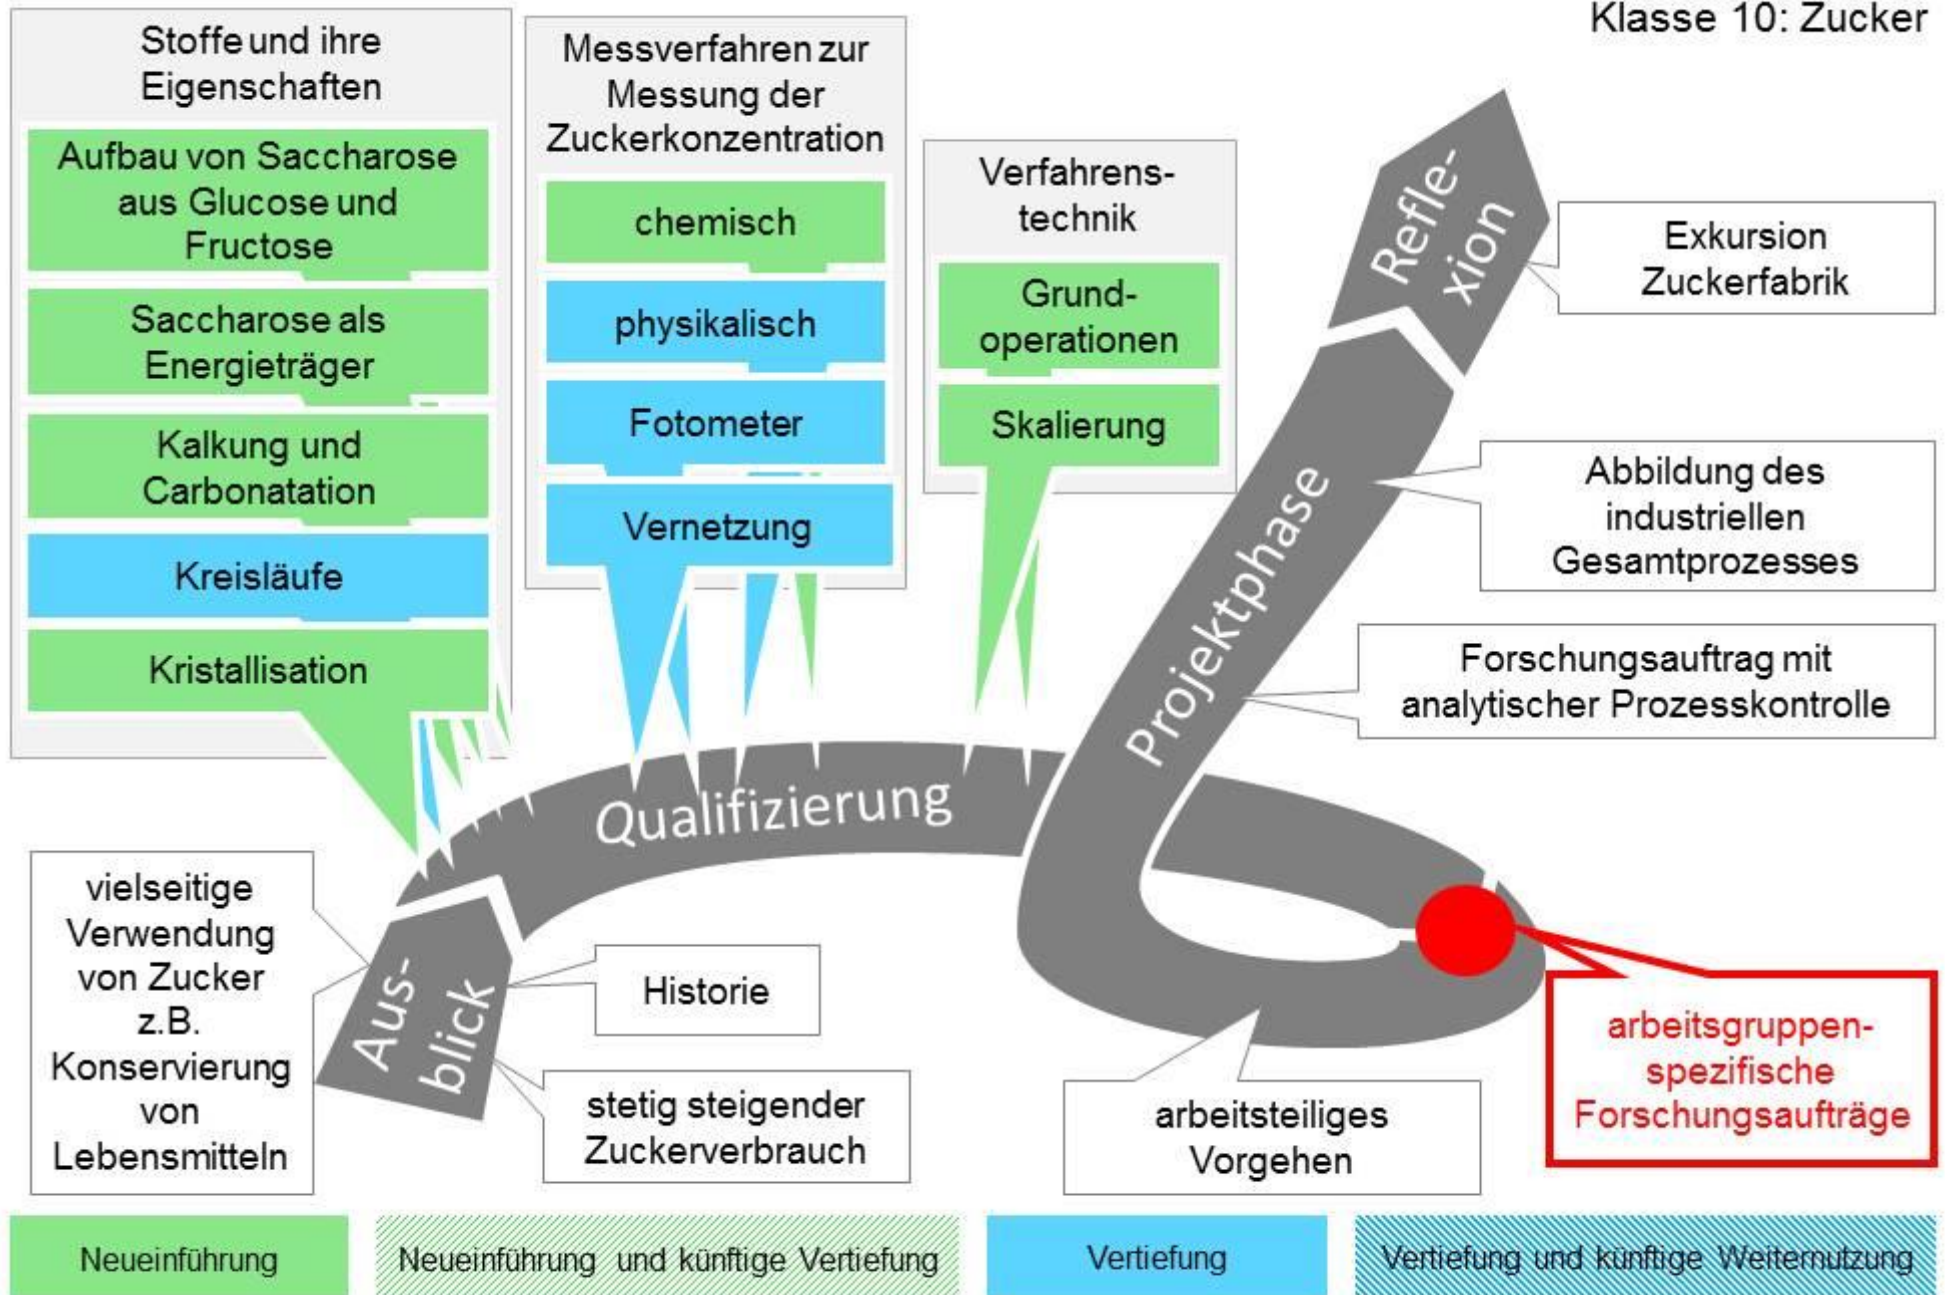 Klasse 10: Zucker
Stoffe und ihre
Eigenschaften
Aufbau von Saccharose
aus Glucose und
Fructose
Saccharose als
Energieträger
Kalkung und
Carbonatation
Kreisläufe
Kristallisation
Messverfahren zur
Messung der
Zuckerkonzentration
chemisch
physikalisch
Fotometer
Vernetzung
Verfahrens-
technik
Grund-
operationen
Skalierung
Refle-
xion
Exkursion
Zuckerfabrik
Abbildung des
industriellen
Gesamtprozesses
Projektphase
Forschungsauftrag mit
analytischer Prozesskontrolle
Qualifizierung
vielseitige
Verwendung
von Zucker
z.B.
Konservierung
von
Lebensmitteln
Aus-
blick
Historie
stetig steigender
Zuckerverbrauch
arbeitsteiliges
Vorgehen
arbeitsgruppen-
spezifische
Forschungsaufträge
Neueinführung
Neueinführung und künftige Vertiefung
Vertiefung
Vertiefung und künftige Weiternutzung